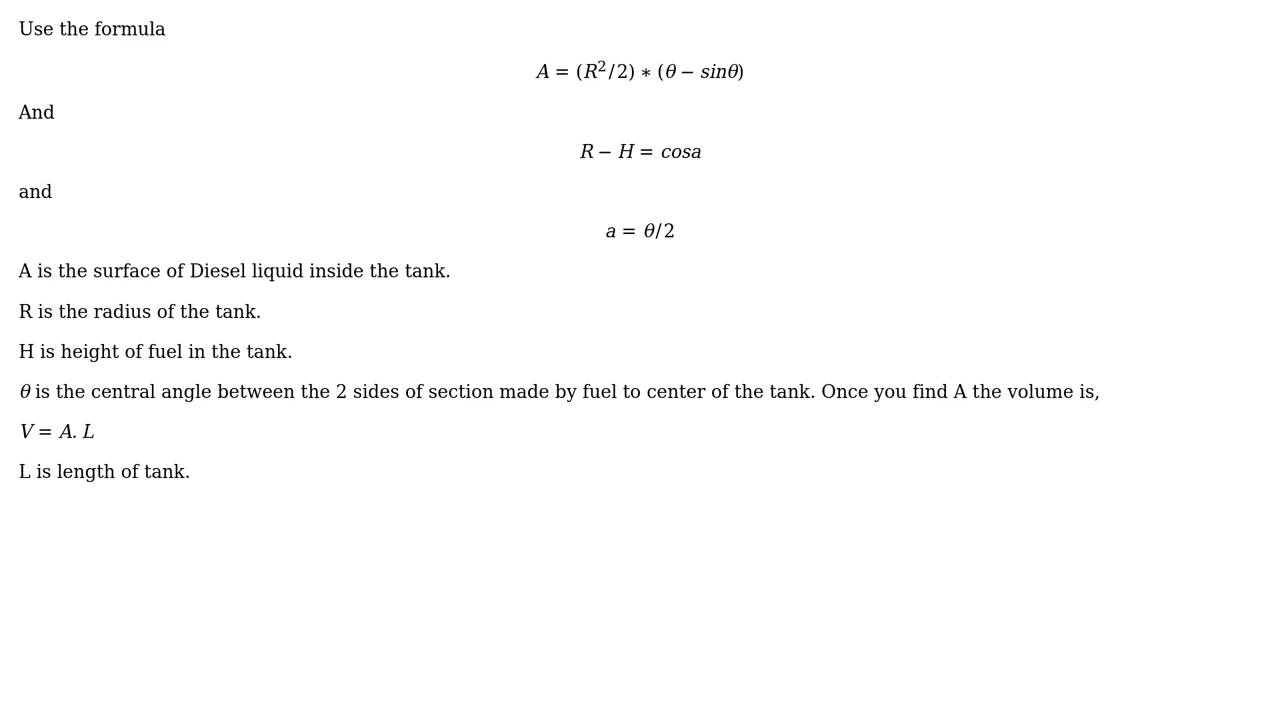 Use the formula
A = (R²/2) ∗ (θ − sinθ)
And
R − H = cosa
and
a = θ/2
A is the surface of Diesel liquid inside the tank.
R is the radius of the tank.
H is height of fuel in the tank.
θ is the central angle between the 2 sides of section made by fuel to center of the tank. Once you find A the volume is,
V = A. L
L is length of tank.